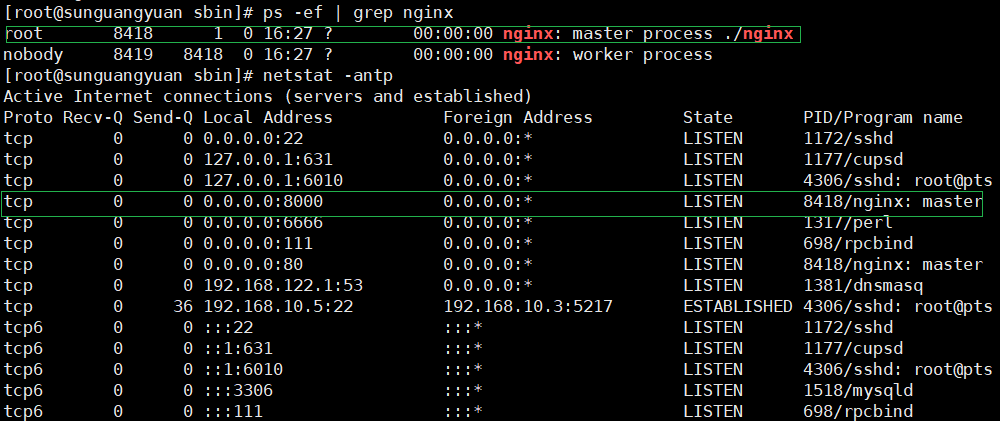 [root@sunguangyuan sbin]# ps -ef | grep nginx
root       8418      1  0 16:27 ?        00:00:00 nginx: master process ./nginx
nobody     8419   8418  0 16:27 ?        00:00:00 nginx: worker process
[root@sunguangyuan sbin]# netstat -antp
Active Internet connections (servers and established)
Proto Recv-Q Send-Q Local Address           Foreign Address         State       PID/Program name
tcp        0      0 0.0.0.0:22              0.0.0.0:*               LISTEN      1172/sshd
tcp        0      0 127.0.0.1:631           0.0.0.0:*               LISTEN      1177/cupsd
tcp        0      0 127.0.0.1:6010          0.0.0.0:*               LISTEN      4306/sshd: root@pts
tcp        0      0 0.0.0.0:8000            0.0.0.0:*               LISTEN      8418/nginx: master
tcp        0      0 0.0.0.0:6666            0.0.0.0:*               LISTEN      1317/perl
tcp        0      0 0.0.0.0:111             0.0.0.0:*               LISTEN      698/rpcbind
tcp        0      0 0.0.0.0:80              0.0.0.0:*               LISTEN      8418/nginx: master
tcp        0      0 192.168.122.1:53        0.0.0.0:*               LISTEN      1381/dnsmasq
tcp        0     36 192.168.10.5:22         192.168.10.3:5217       ESTABLISHED 4306/sshd: root@pts
tcp6       0      0 :::22                   :::*                    LISTEN      1172/sshd
tcp6       0      0 ::1:631                 :::*                    LISTEN      1177/cupsd
tcp6       0      0 ::1:6010                :::*                    LISTEN      4306/sshd: root@pts
tcp6       0      0 :::3306                 :::*                    LISTEN      1518/mysqld
tcp6       0      0 :::111                  :::*                    LISTEN      698/rpcbind